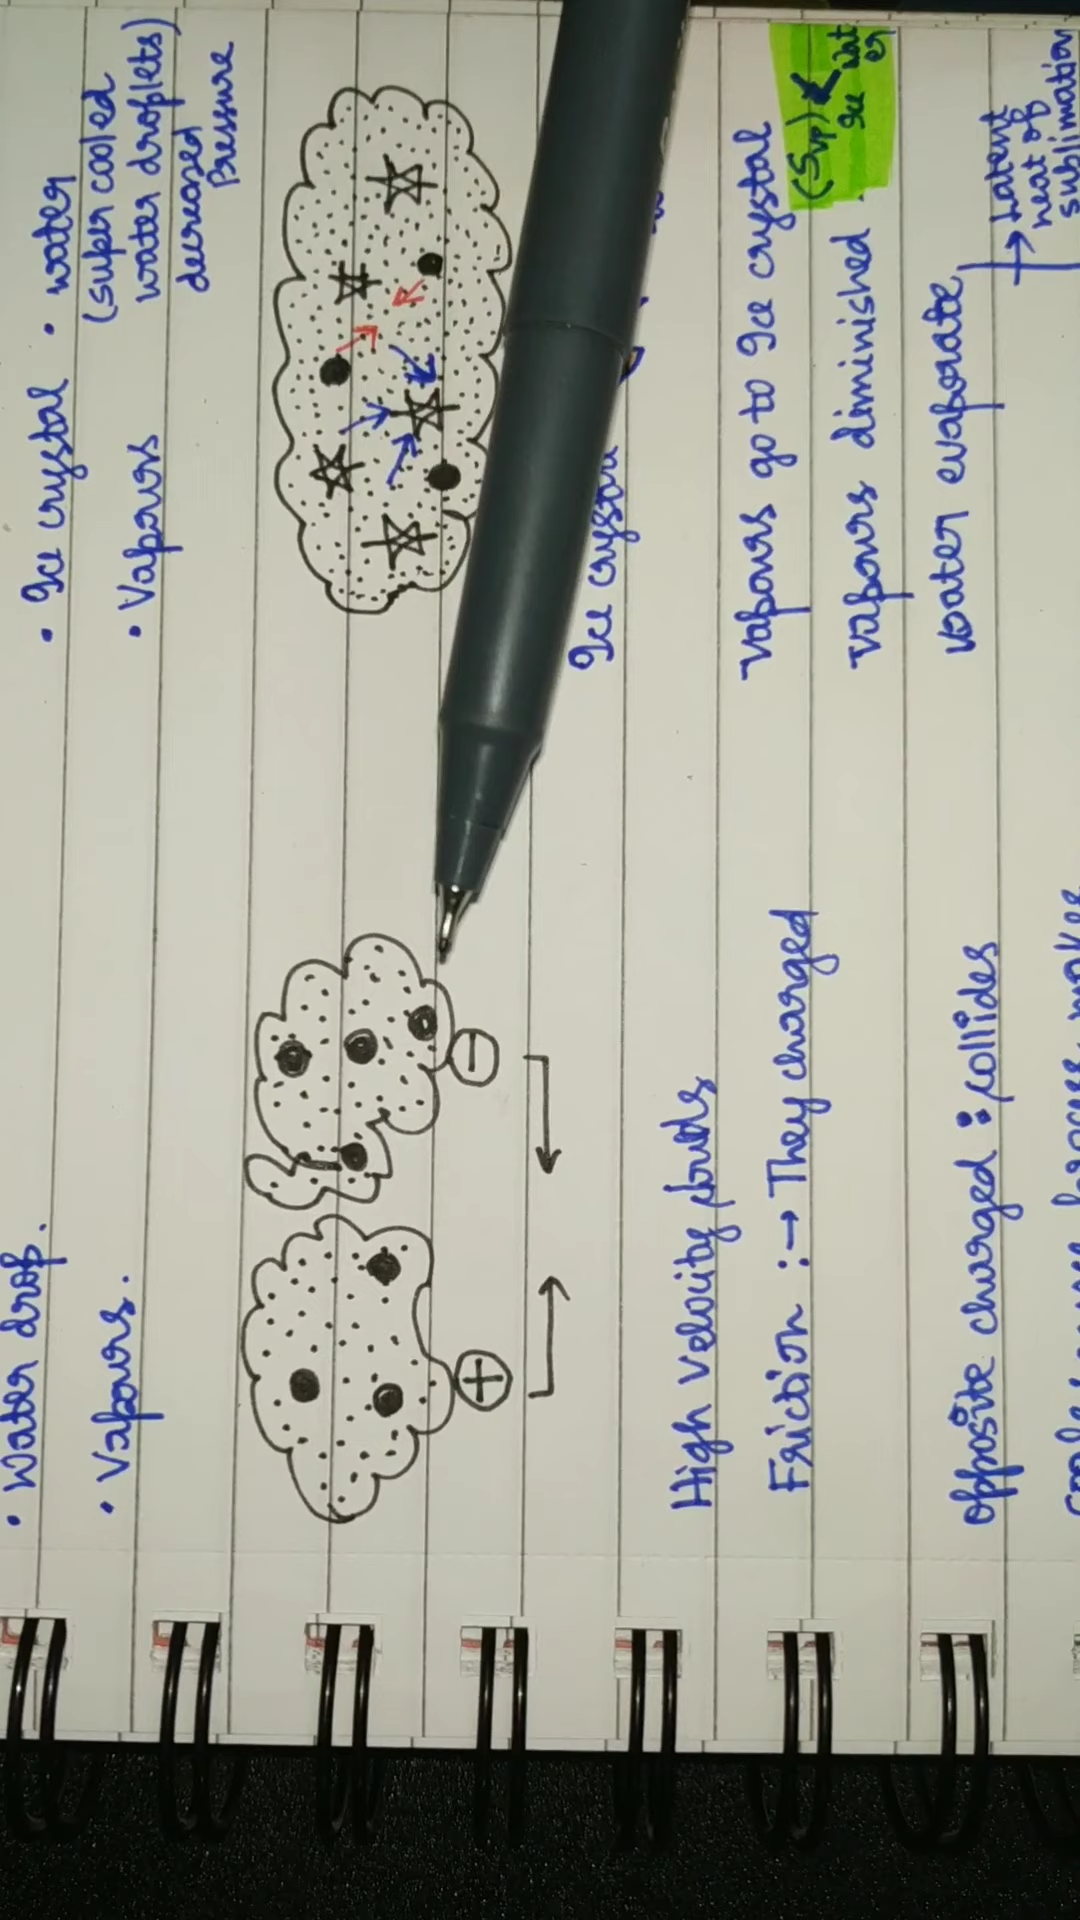 • Water drop.
• Vapours.
⊖
⊕
High Velocity clouds
Friction :→ They charged
opposite charged : collides
• Ice crystal • water
(super cooled
water droplets)
• Vapours
decreased
Pressure
Ice crystal
Vapours go to Ice crystal
(SVP) Ice < water
Vapours diminished.
water evaporate
→ Latent
heat of
sublimation